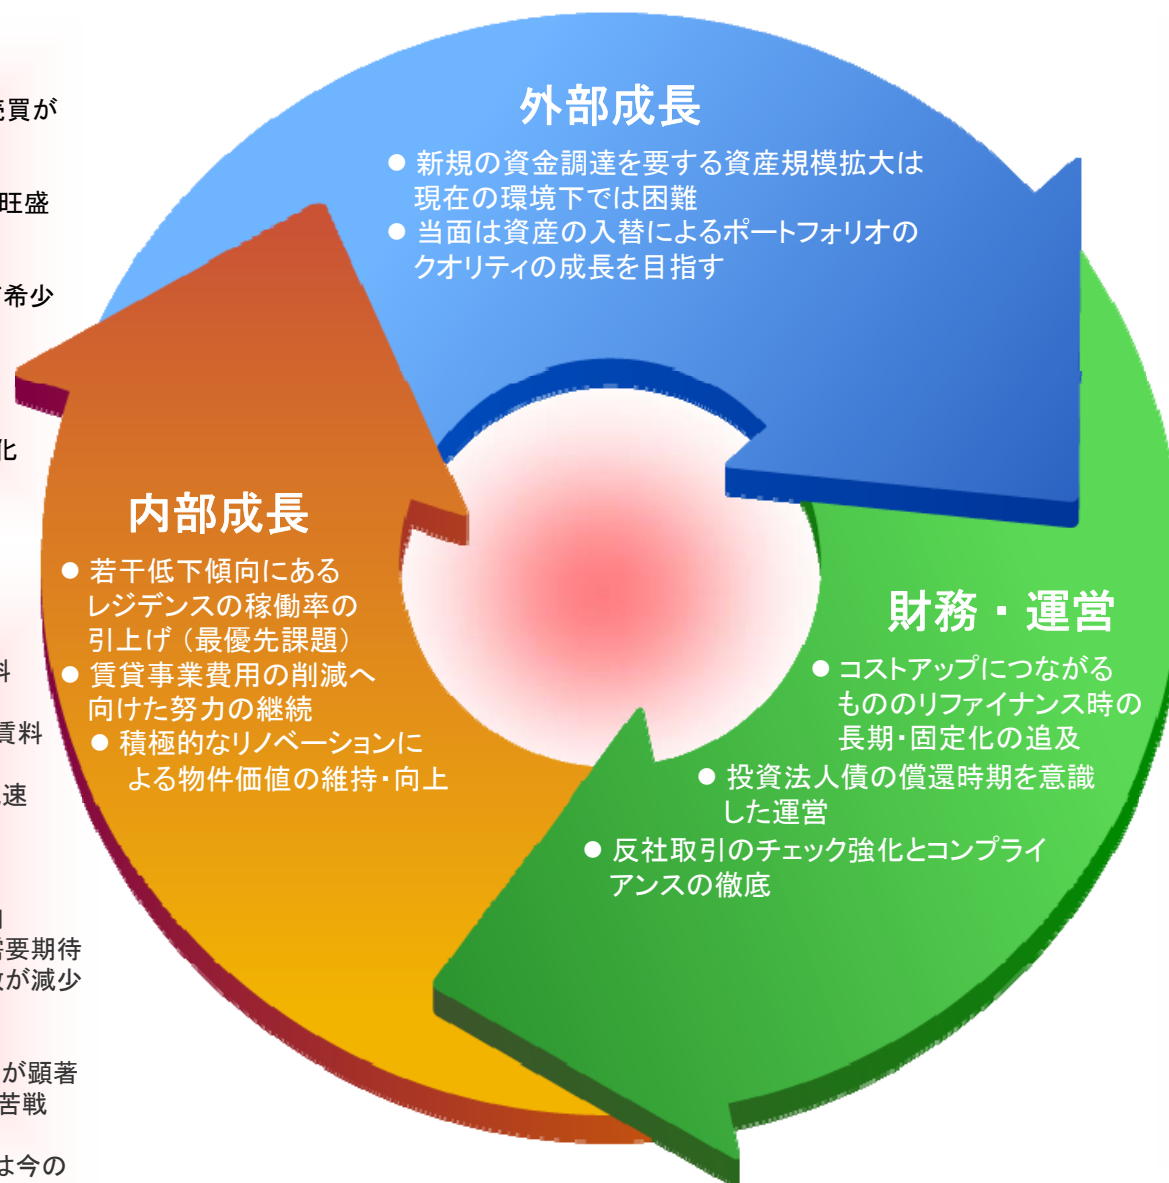 売買が
旺盛
希少
化
料
賃料
速
需要期待
数が減少
が顕著
苦戦
は今の
外部成長
● 新規の資金調達を要する資産規模拡大は
現在の環境下では困難
● 当面は資産の入替によるポートフォリオの
クオリティの成長を目指す
内部成長
● 若干低下傾向にある
レジデンスの稼働率の
引上げ（最優先課題）
● 賃貸事業費用の削減へ
向けた努力の継続
● 積極的なリノベーションに
よる物件価値の維持・向上
財務・運営
● コストアップにつながる
もののリファイナンス時の
長期・固定化の追及
● 投資法人債の償還時期を意識
した運営
● 反社取引のチェック強化とコンプライ
アンスの徹底